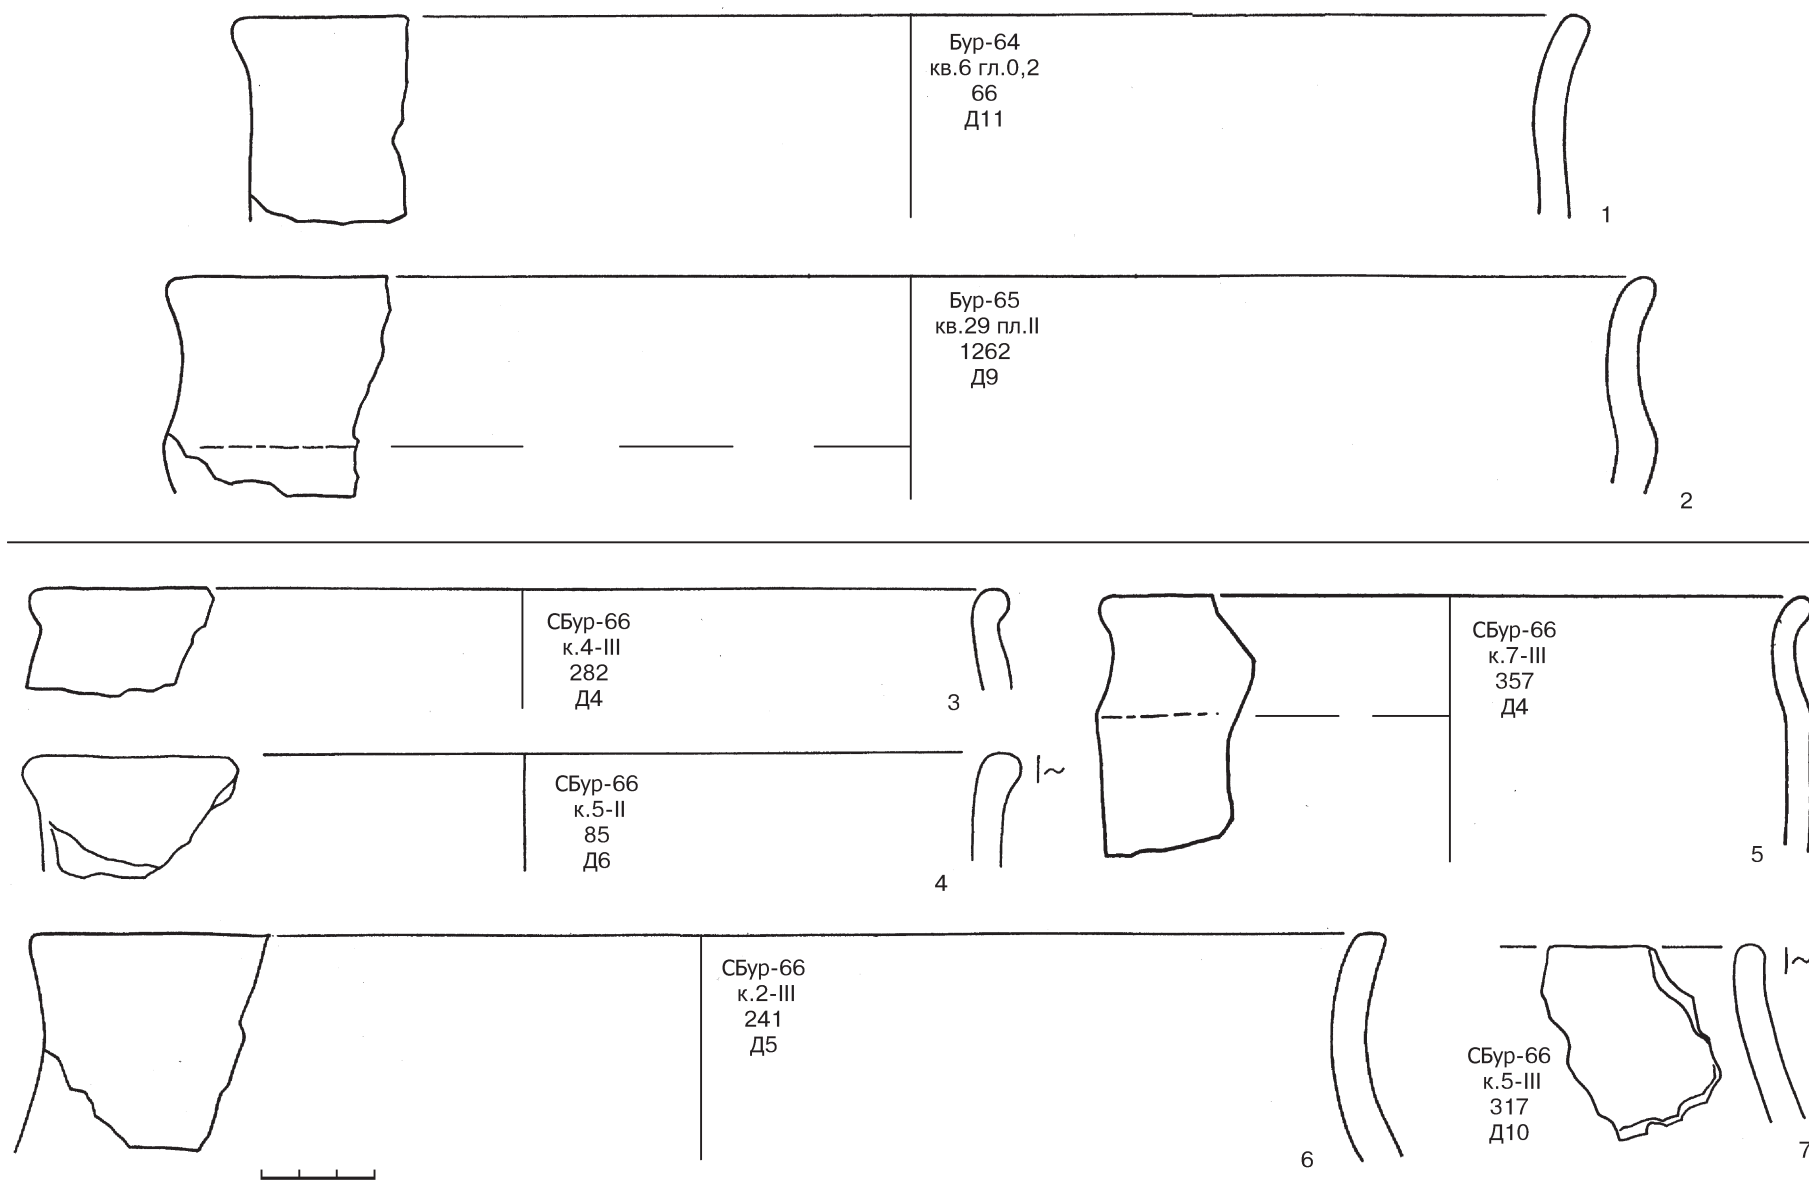 Бур-64
кв.6 гл.0,2
66
Д11
1
Бур-65
кв.29 пл.II
1262
Д9
2
СБур-66
к.4-III
282
Д4
3
СБур-66
к.7-III
357
Д4
5
СБур-66
к.5-II
85
Д6
4
СБур-66
к.2-III
241
Д5
6
СБур-66
к.5-III
317
Д10
7